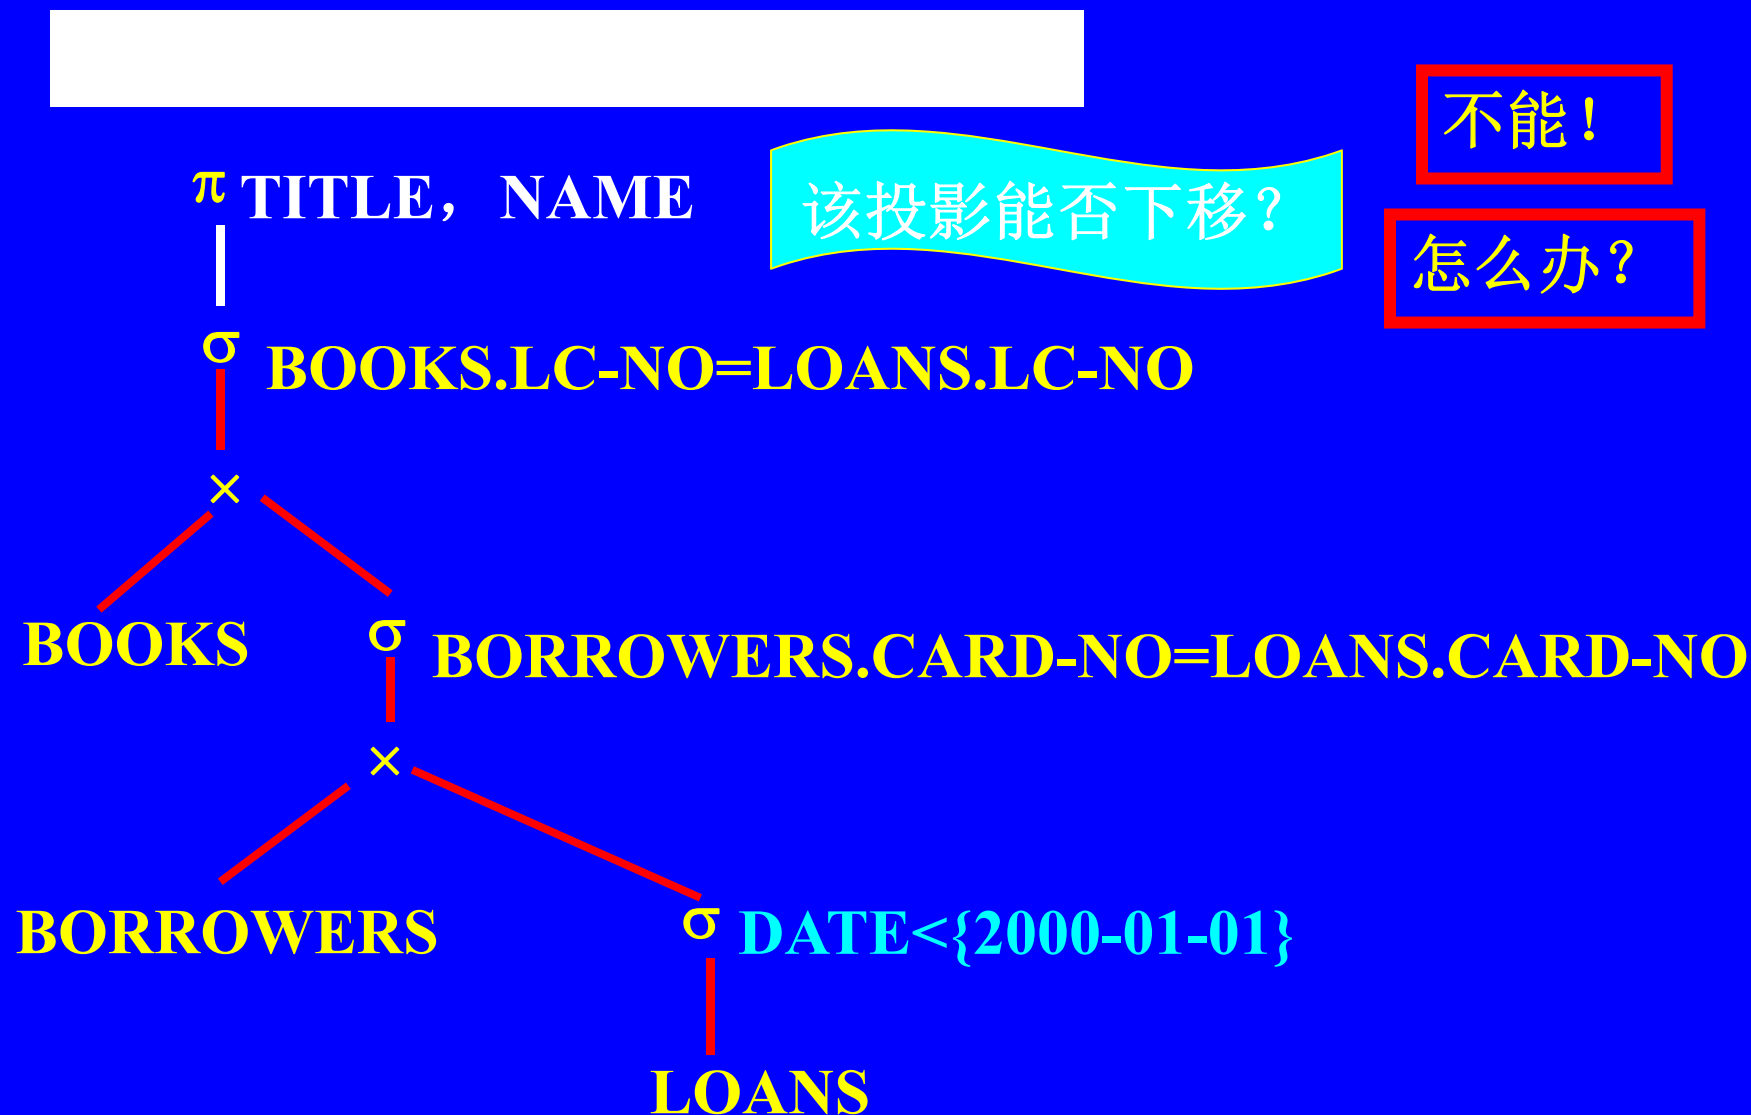 不能！
π TITLE，NAME
该投影能否下移？
怎么办？
σ BOOKS.LC-NO=LOANS.LC-NO
×
BOOKS
σ BORROWERS.CARD-NO=LOANS.CARD-NO
×
BORROWERS
σ DATE<{2000-01-01}
LOANS